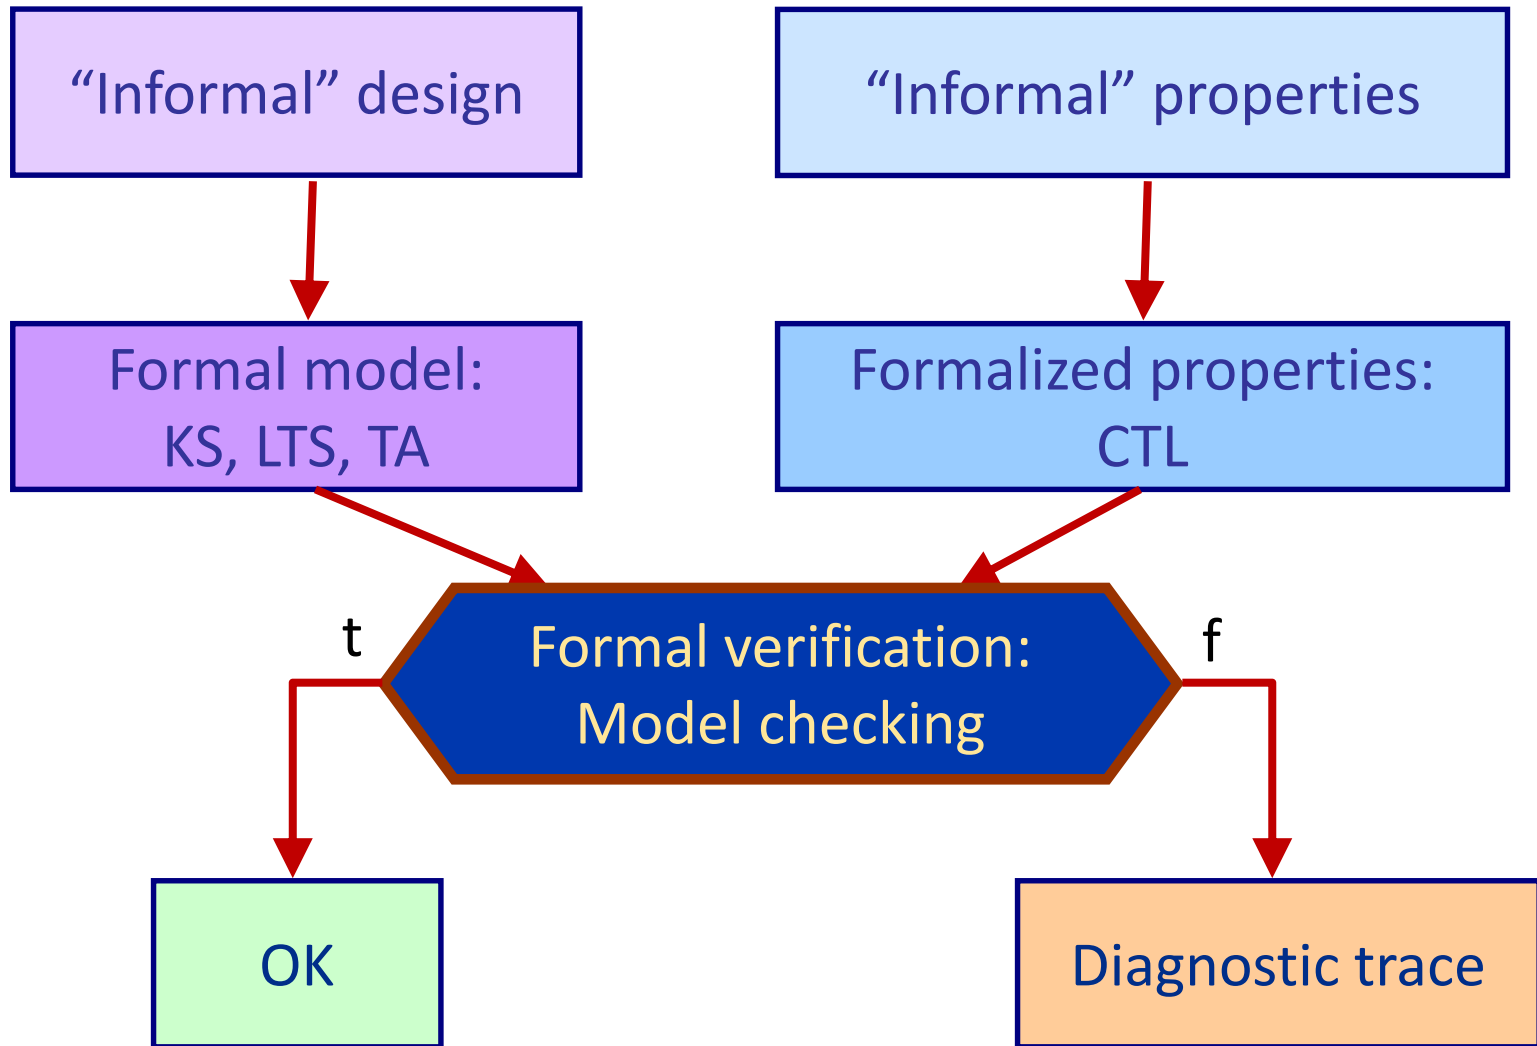 “Informal” design
“Informal” properties
Formal model:
KS, LTS, TA
Formalized properties:
CTL
t
Formal verification:
Model checking
f
OK
Diagnostic trace